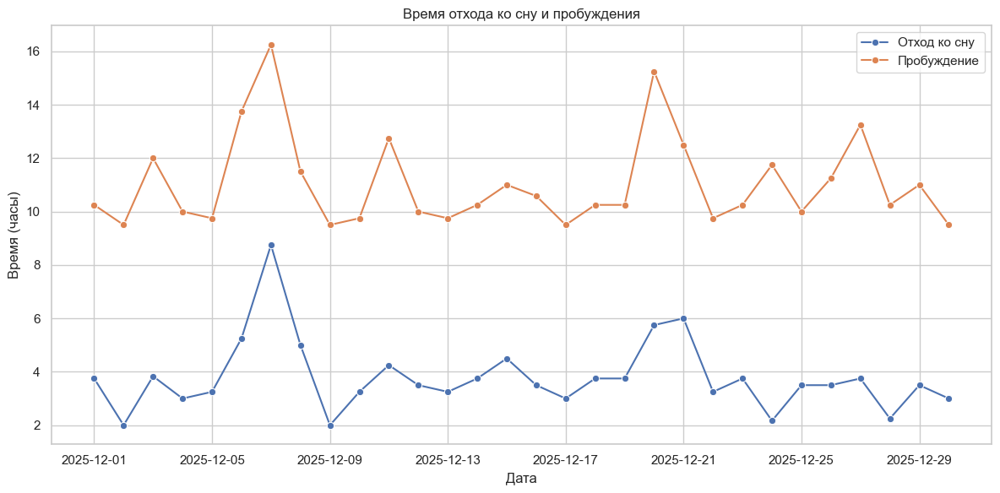 Время отхода ко сну и пробуждения
Отход ко сну
Пробуждение
Время (часы)
16
14
12
10
8
6
4
2
2025-12-01 2025-12-05 2025-12-09 2025-12-13 2025-12-17 2025-12-21 2025-12-25 2025-12-29
Дата